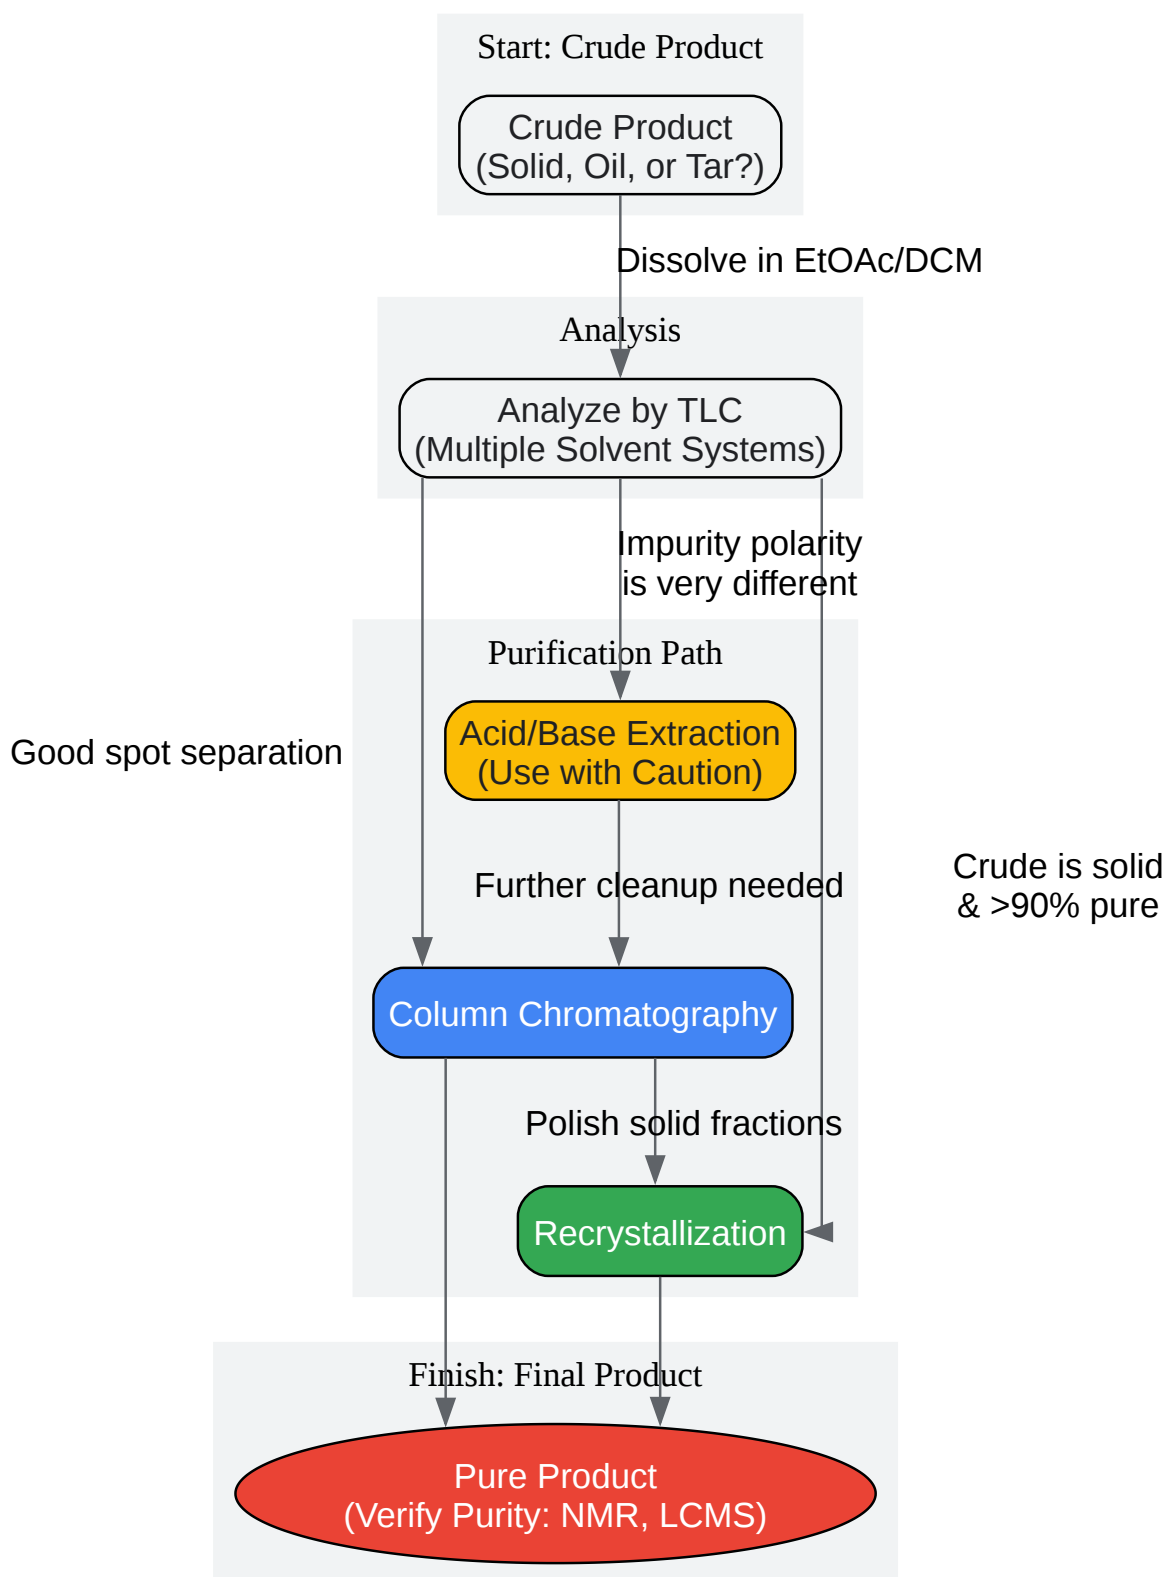 Start: Crude Product
Crude Product
(Solid, Oil, or Tar?)
Dissolve in EtOAc/DCM
Analysis
Analyze by TLC
(Multiple Solvent Systems)
Impurity polarity
is very different
Purification Path
Acid/Base Extraction
(Use with Caution)
Good spot separation
Further cleanup needed
Crude is solid
& >90% pure
Column Chromatography
Polish solid fractions
Recrystallization
Finish: Final Product
Pure Product
(Verify Purity: NMR, LCMS)